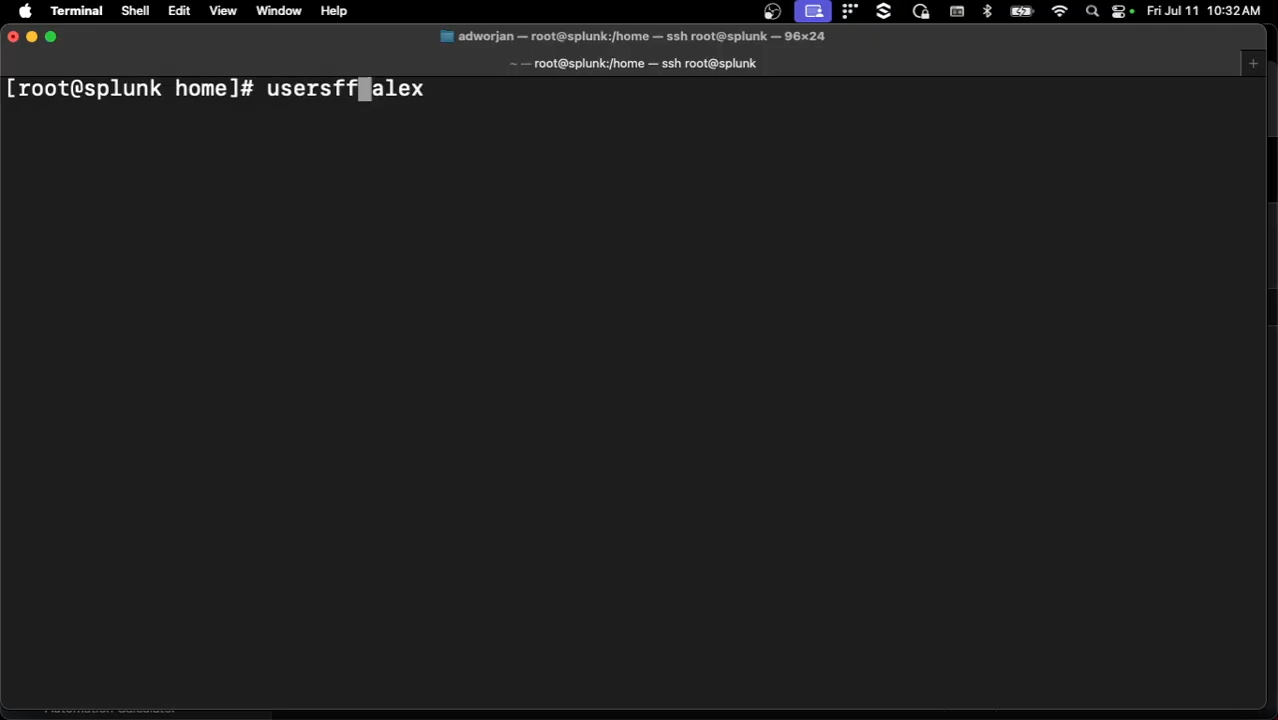 Terminal Shell Edit View Window Help Fri Jul 11 10:32 AM
adworjan — root@splunk:/home — ssh root@splunk — 96×24
~ — root@splunk:/home — ssh root@splunk
[root@splunk home]# usersff alex